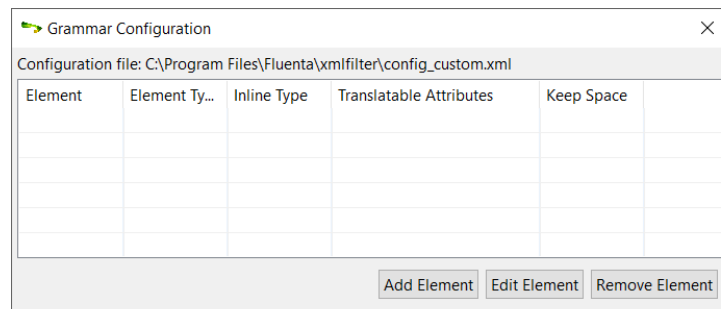 Grammar Configuration
Configuration file: C:\Program Files\Fluenta\xmlfilter\config_custom.xml
Element Element Ty... Inline Type Translatable Attributes Keep Space
Add Element Edit Element Remove Element